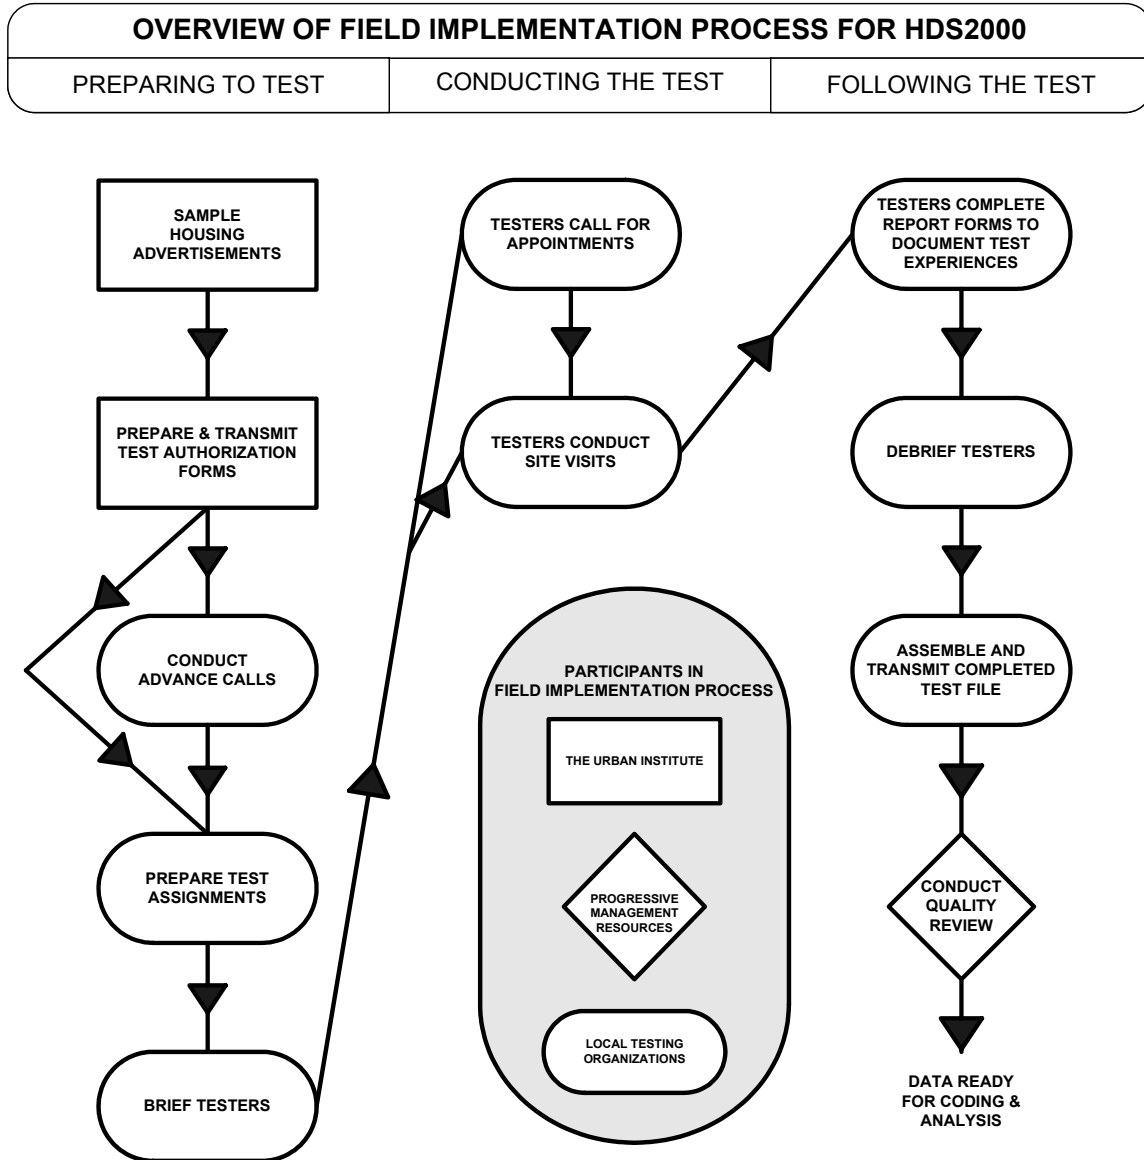 OVERVIEW OF FIELD IMPLEMENTATION PROCESS FOR HDS2000
PREPARING TO TEST
CONDUCTING THE TEST
FOLLOWING THE TEST
SAMPLE
HOUSING
ADVERTISEMENTS
PREPARE & TRANSMIT
TEST AUTHORIZATION
FORMS
CONDUCT
ADVANCE CALLS
PREPARE TEST
ASSIGNMENTS
BRIEF TESTERS
TESTERS CALL FOR
APPOINTMENTS
TESTERS CONDUCT
SITE VISITS
PARTICIPANTS IN
FIELD IMPLEMENTATION PROCESS
THE URBAN INSTITUTE
PROGRESSIVE
MANAGEMENT
RESOURCES
LOCAL TESTING
ORGANIZATIONS
TESTERS COMPLETE
REPORT FORMS TO
DOCUMENT TEST
EXPERIENCES
DEBRIEF TESTERS
ASSEMBLE AND
TRANSMIT COMPLETED
TEST FILE
CONDUCT
QUALITY
REVIEW
DATA READY
FOR CODING &
ANALYSIS